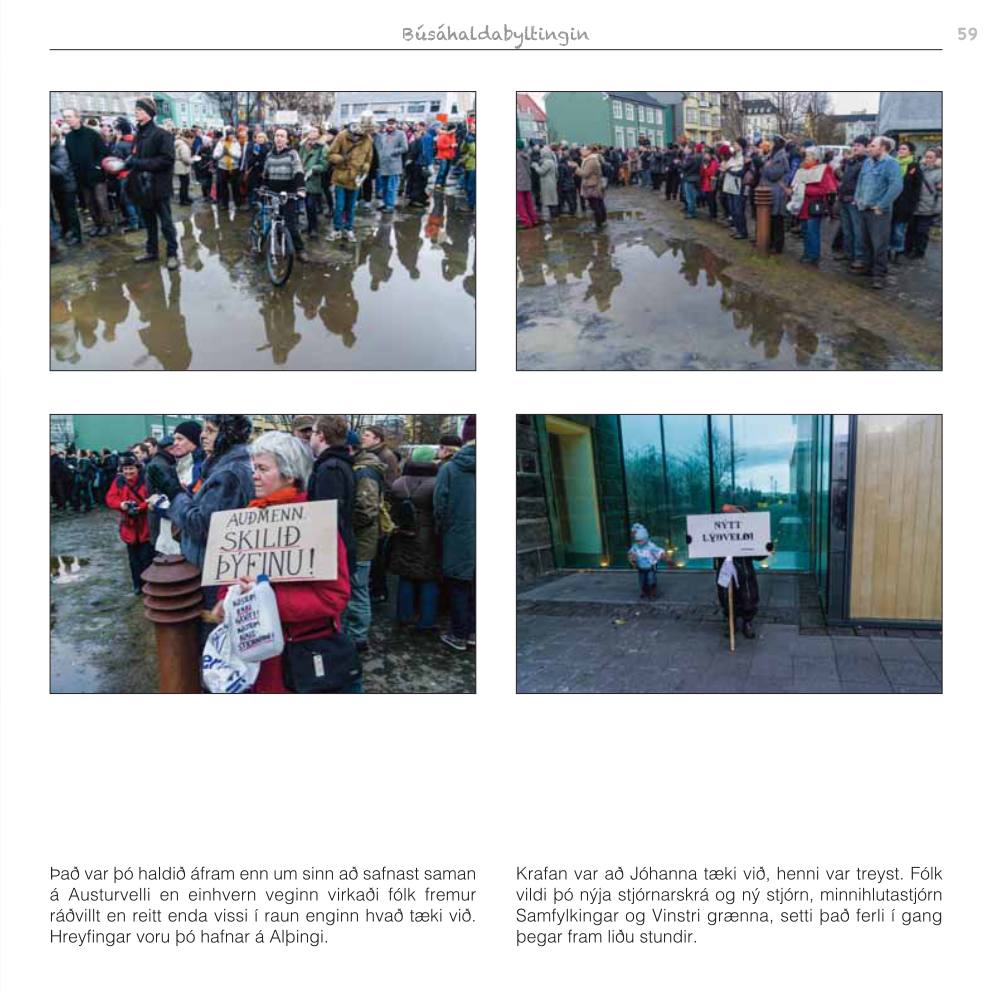 Búsáhaldabyltingin
59
AUÐMENN
SKILIÐ
ÞÝFINU!
NÝTT
LÝÐVELDI
Það var þó haldið áfram enn um sinn að safnast saman
á Austurvelli en einhvern veginn virkaði fólk fremur
ráðvillt en reitt enda vissi í raun enginn hvað tæki við.
Hreyfingar voru þó hafnar á Alþingi.
Krafan var að Jóhanna tæki við, henni var treyst. Fólk
vildi þó nýja stjórnarskrá og ný stjórn, minnihlutastjórn
Samfylkingar og Vinstri grænna, setti það ferli í gang
þegar fram liðu stundir.